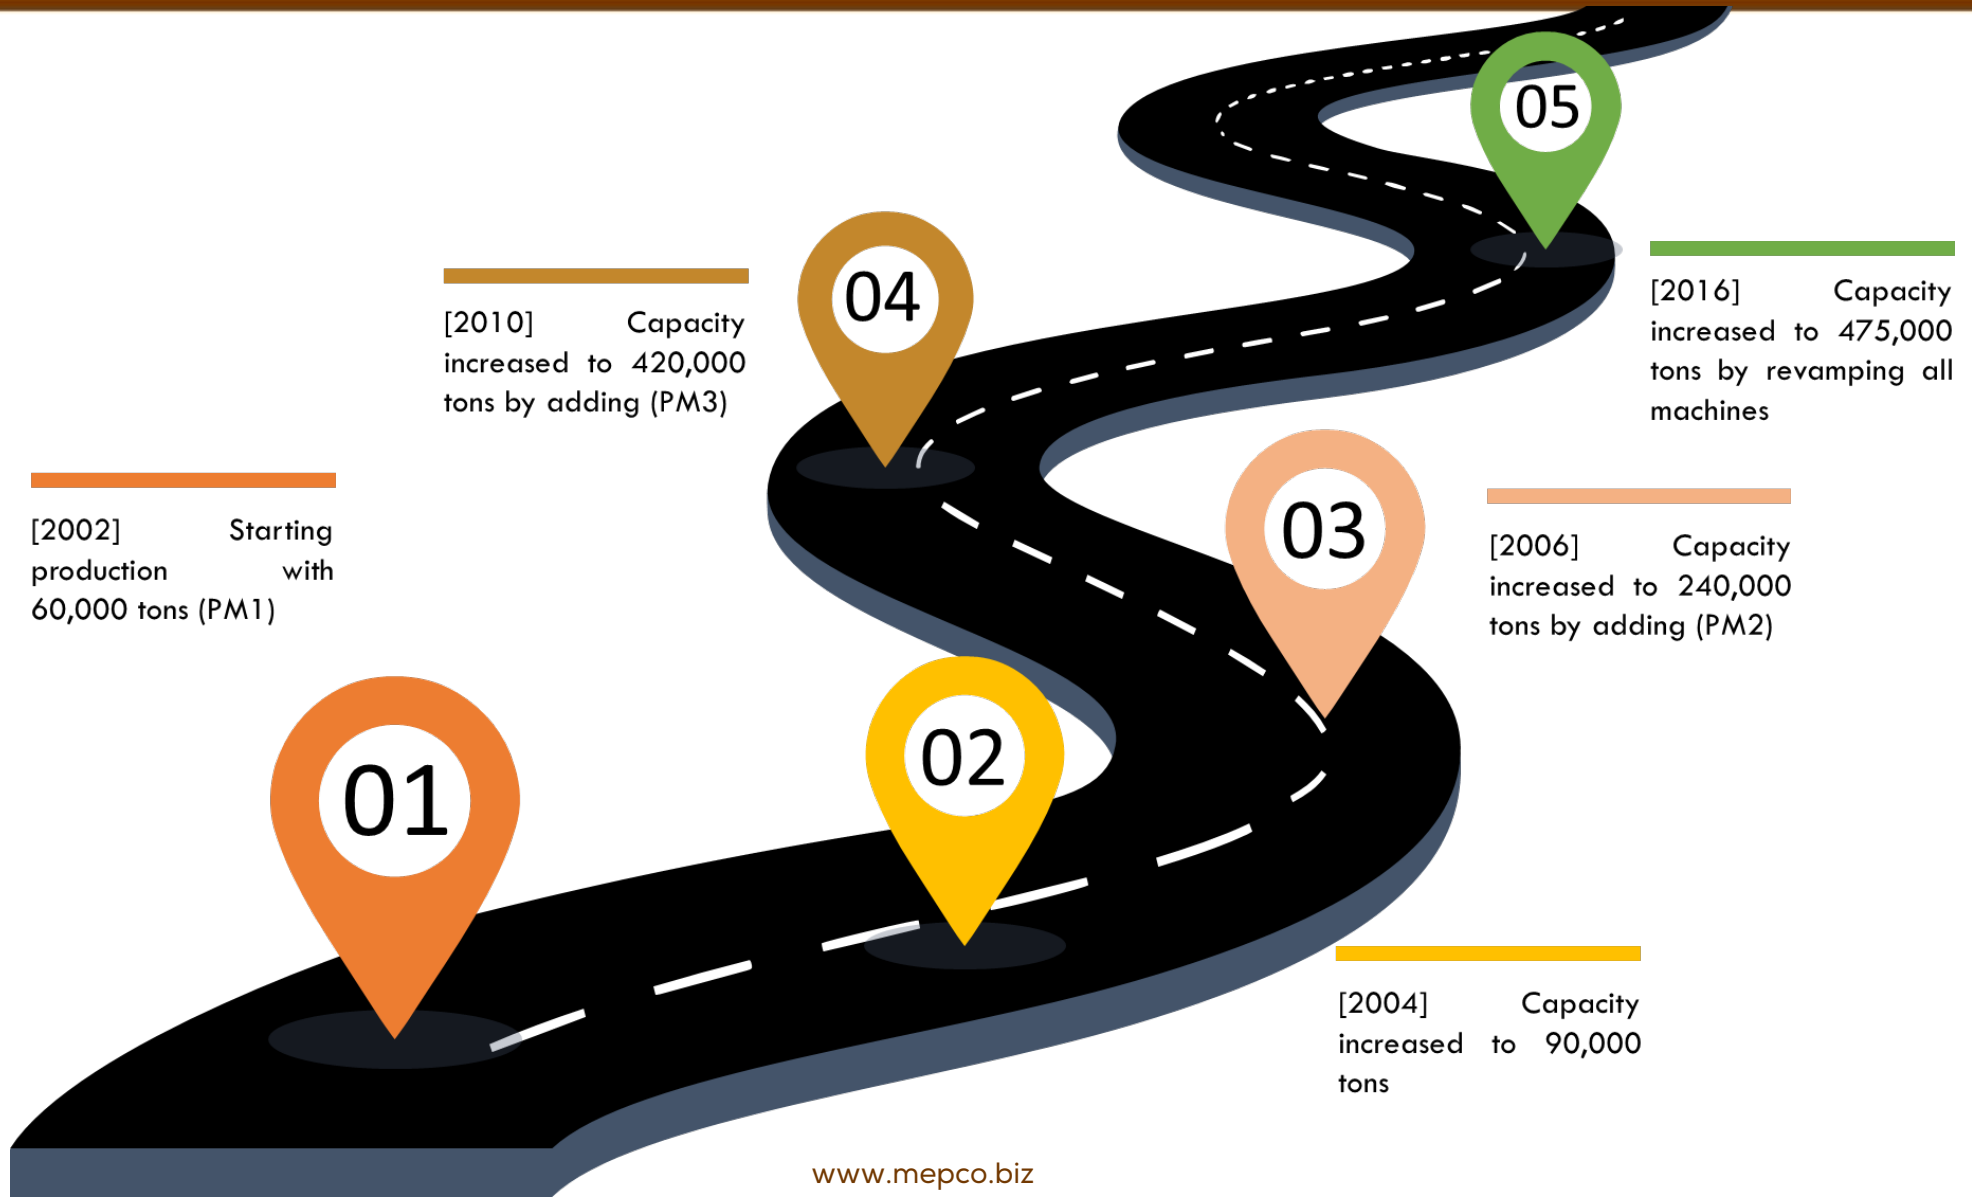 05
04
[2010] Capacity
increased to 420,000
tons by adding (PM3)
[2016] Capacity
increased to 475,000
tons by revamping all
machines
03
[2002] Starting
production with
60,000 tons (PM1)
[2006] Capacity
increased to 240,000
tons by adding (PM2)
01
02
[2004] Capacity
increased to 90,000
tons
www.mepco.biz